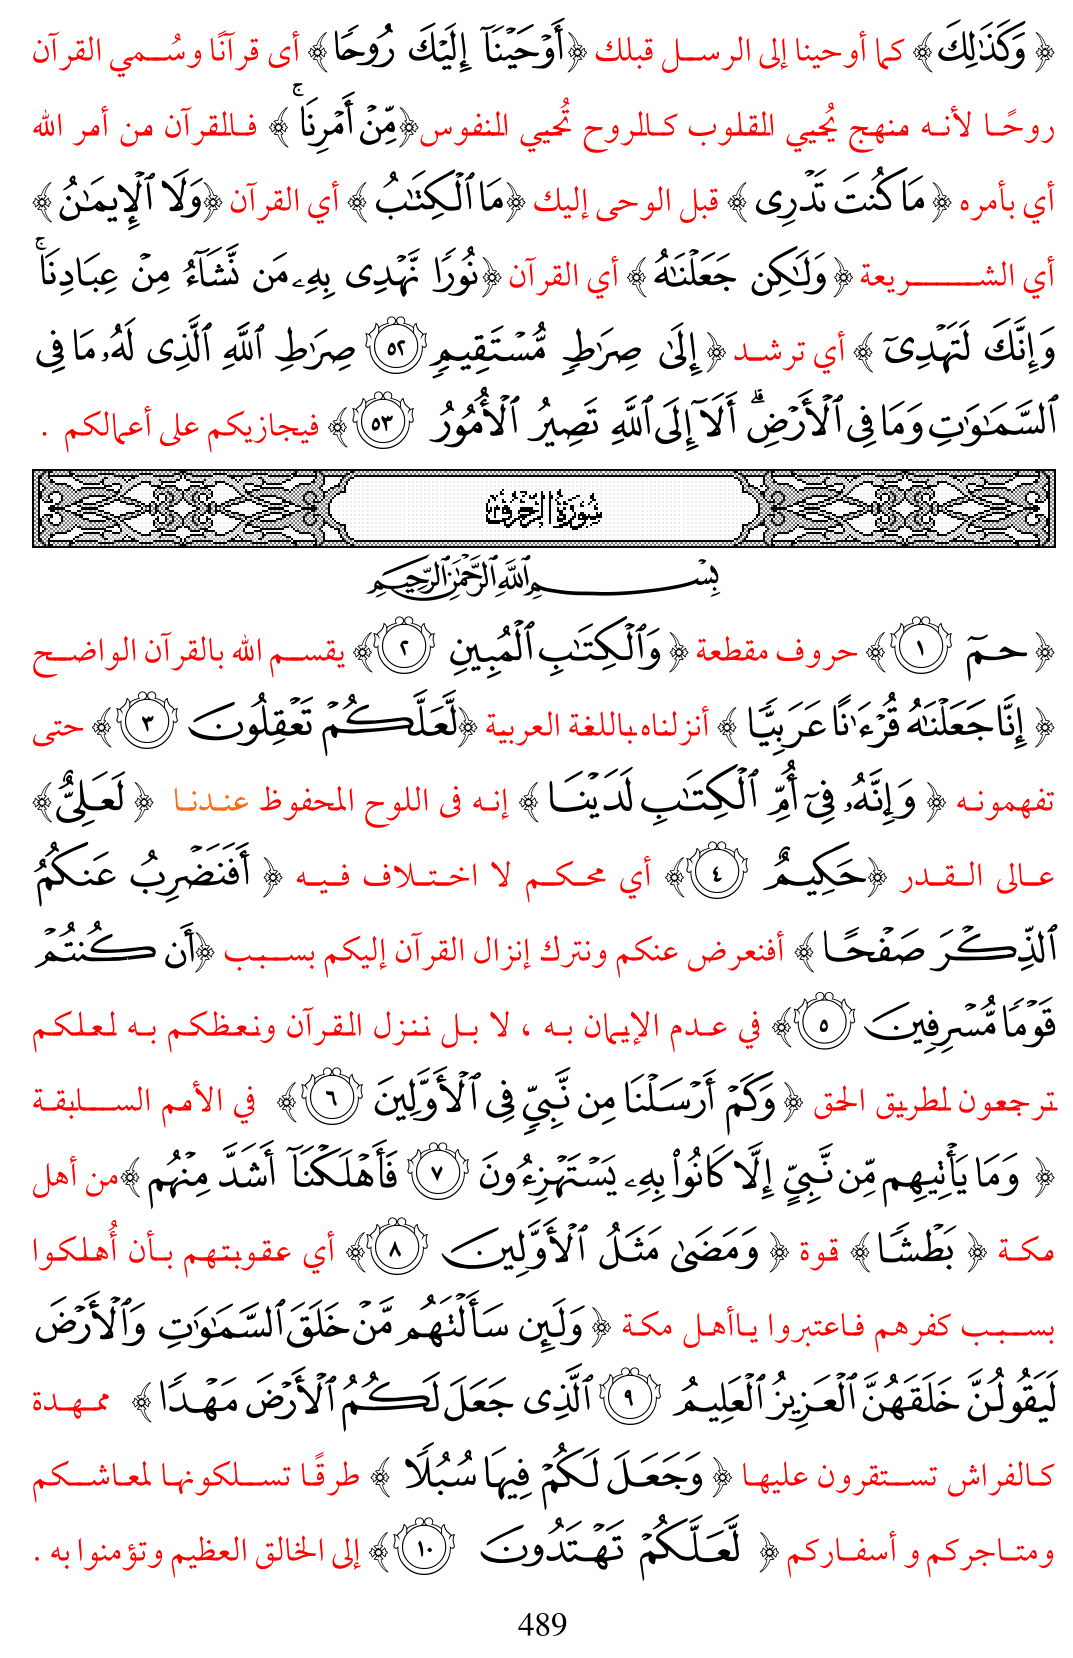 ﴿ وَكَذَٰلِكَ ﴾ كما أوحينا إلى الرسل قبلك ﴿أَوْحَيْنَآ إِلَيْكَ رُوحًا﴾ أى قرآنًا وسُمي القرآن
روحًا لأنه منهج يُحيي القلوب كالروح تُحيي النفوس﴿مِّنْ أَمْرِنَا ۚ ﴾ فالقرآن من أمر الله
أي بأمره ﴿ مَا كُنتَ تَدْرِى ﴾ قبل الوحى إليك ﴿مَا ٱلْكِتَٰبُ ﴾ أي القرآن ﴿وَلَا ٱلْإِيمَٰنُ ﴾
أي الشريعة ﴿ وَلَٰكِن جَعَلْنَٰهُ ﴾ أي القرآن ﴿نُورًا نَّهْدِى بِهِۦ مَن نَّشَآءُ مِنْ عِبَادِنَا ۚ
وَإِنَّكَ لَتَهْدِىٓ ﴾ أي ترشد ﴿ إِلَىٰ صِرَٰطٍ مُّسْتَقِيمٍ ٥٢ صِرَٰطِ ٱللَّهِ ٱلَّذِى لَهُۥ مَا فِى
ٱلسَّمَٰوَٰتِ وَمَا فِى ٱلْأَرْضِ ۗ أَلَآ إِلَى ٱللَّهِ تَصِيرُ ٱلْأُمُورُ ٥٣ ﴾ فيجازيكم على أعمالكم .
سُورَةُ الزُّخْرُفِ
بِسْمِ ٱللَّهِ ٱلرَّحْمَٰنِ ٱلرَّحِيمِ
﴿ حمٓ ١ ﴾ حروف مقطعة ﴿ وَٱلْكِتَٰبِ ٱلْمُبِينِ ٢ ﴾ يقسم الله بالقرآن الواضح
﴿ إِنَّا جَعَلْنَٰهُ قُرْءَٰنًا عَرَبِيًّا ﴾ أنزلناه باللغة العربية ﴿لَّعَلَّكُمْ تَعْقِلُونَ ٣ ﴾ حتى
تفهمونه ﴿ وَإِنَّهُۥ فِىٓ أُمِّ ٱلْكِتَٰبِ لَدَيْنَا ﴾ إنه فى اللوح المحفوظ عندنا ﴿ لَعَلِىٌّ ﴾
عالى القدر ﴿حَكِيمٌ ٤ ﴾ أي محكم لا اختلاف فيه ﴿ أَفَنَضْرِبُ عَنكُمُ
ٱلذِّكْرَ صَفْحًا ﴾ أفنعرض عنكم ونترك إنزال القرآن إليكم بسبب ﴿أَن كُنتُمْ
قَوْمًا مُّسْرِفِينَ ٥ ﴾ في عدم الإيمان به ، لا بل ننزل القرآن ونعظكم به لعلكم
ترجعون لطريق الحق ﴿ وَكَمْ أَرْسَلْنَا مِن نَّبِىٍّ فِى ٱلْأَوَّلِينَ ٦ ﴾ في الأمم السابقة
﴿ وَمَا يَأْتِيهِم مِّن نَّبِىٍّ إِلَّا كَانُوا۟ بِهِۦ يَسْتَهْزِءُونَ ٧ فَأَهْلَكْنَآ أَشَدَّ مِنْهُم ﴾من أهل
مكة ﴿ بَطْشًا ﴾ قوة ﴿ وَمَضَىٰ مَثَلُ ٱلْأَوَّلِينَ ٨ ﴾ أي عقوبتهم بأن أُهلكوا
بسبب كفرهم فاعتبروا ياأهل مكة ﴿ وَلَئِن سَأَلْتَهُم مَّنْ خَلَقَ ٱلسَّمَٰوَٰتِ وَٱلْأَرْضَ
لَيَقُولُنَّ خَلَقَهُنَّ ٱلْعَزِيزُ ٱلْعَلِيمُ ٩ ٱلَّذِى جَعَلَ لَكُمُ ٱلْأَرْضَ مَهْدًا ﴾ ممهدة
كالفراش تستقرون عليها ﴿ وَجَعَلَ لَكُمْ فِيهَا سُبُلًا ﴾ طرقًا تسلكونها لمعاشكم
ومتاجركم و أسفاركم ﴿ لَّعَلَّكُمْ تَهْتَدُونَ ١٠ ﴾ إلى الخالق العظيم وتؤمنوا به .
489